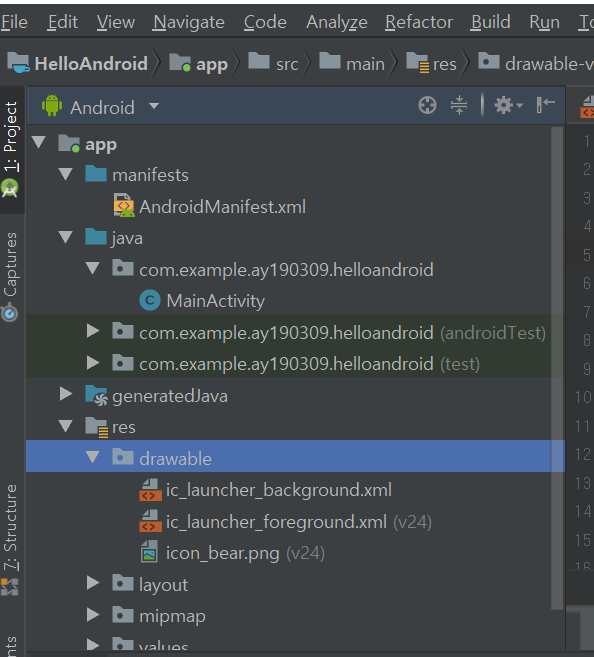 File Edit View Navigate Code Analyze Refactor Build Run
HelloAndroid app src main res drawable-v
1: Project
Captures
7: Structure
Android
app
manifests
AndroidManifest.xml
java
com.example.ay190309.helloandroid
MainActivity
com.example.ay190309.helloandroid (androidTest)
com.example.ay190309.helloandroid (test)
generatedJava
res
drawable
ic_launcher_background.xml
ic_launcher_foreground.xml (v24)
icon_bear.png (v24)
layout
mipmap
values
1
2
3
4
5
6
7
8
9
10
11
12
13
14
15
16